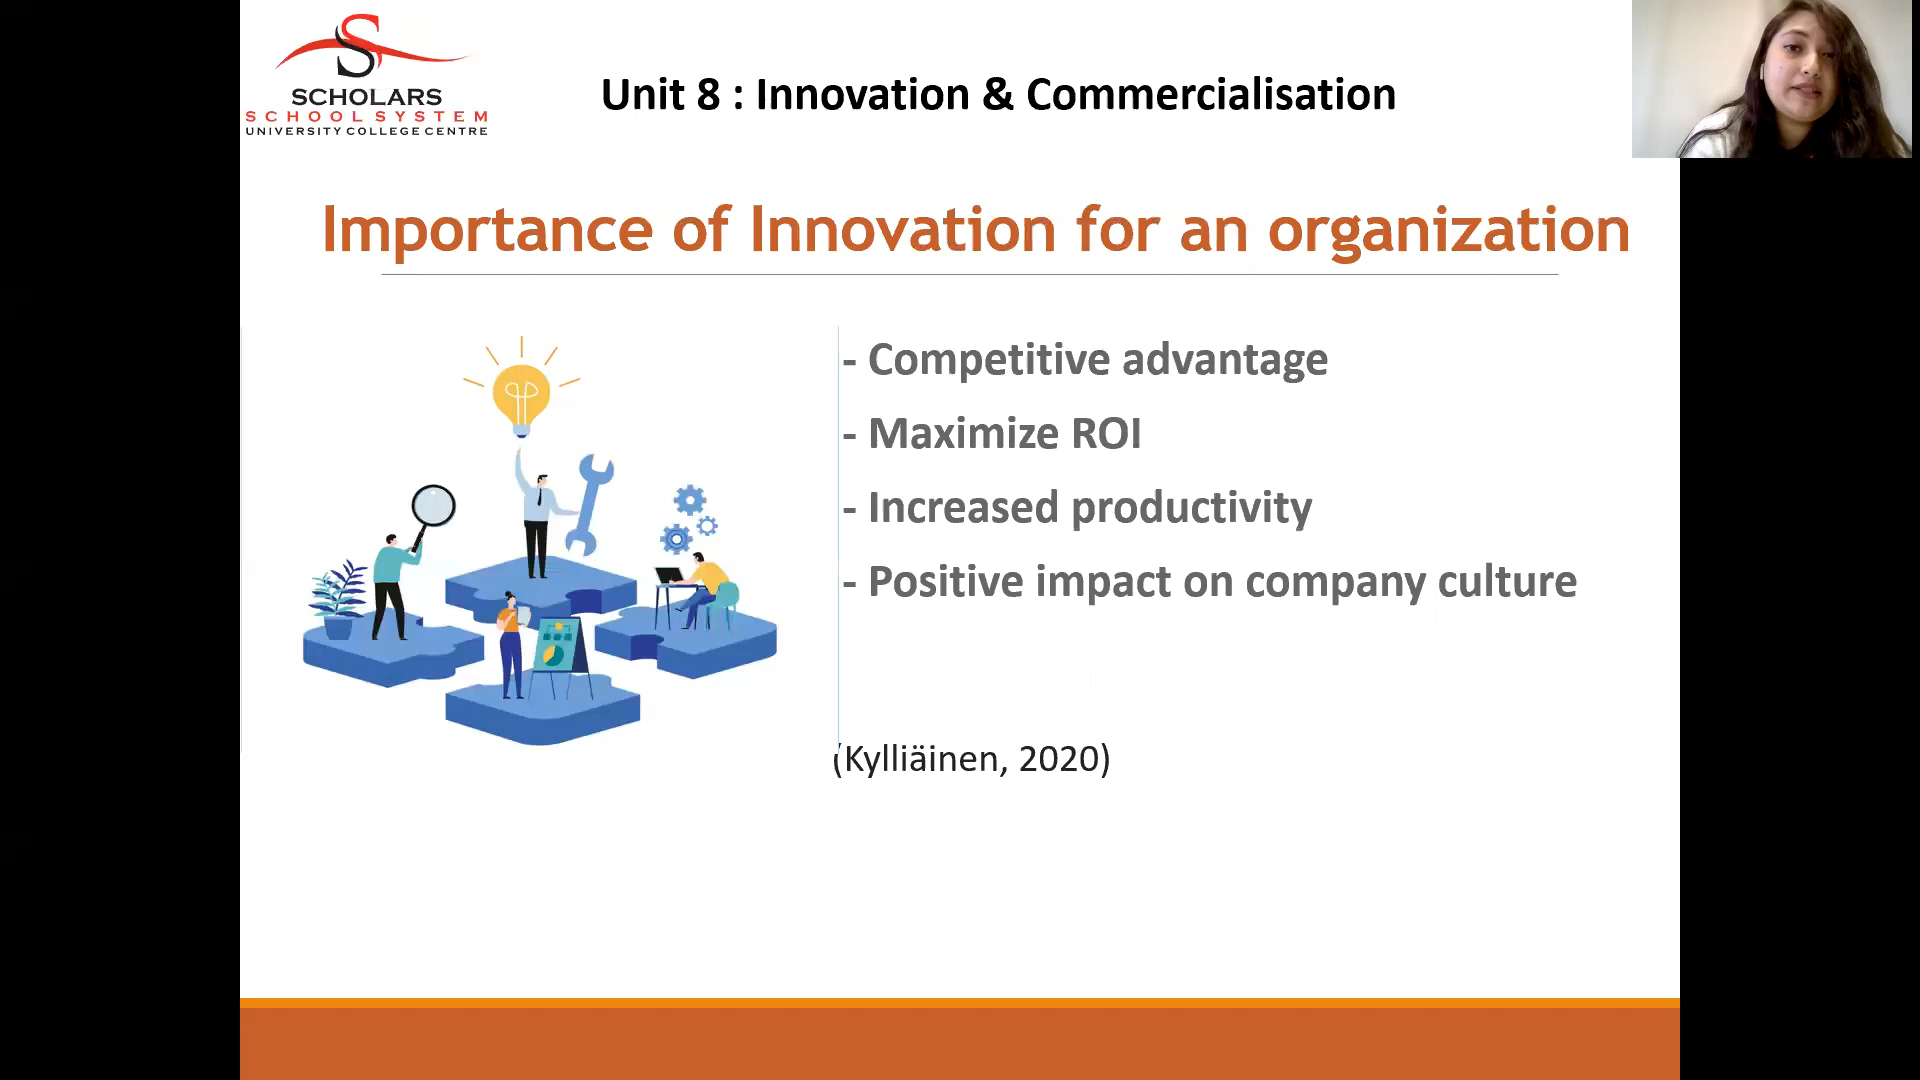 SCHOLARS
SCHOOL SYSTEM
UNIVERSITY COLLEGE CENTRE
Unit 8 : Innovation & Commercialisation
Importance of Innovation for an organization
- Competitive advantage
- Maximize ROI
- Increased productivity
- Positive impact on company culture
(Kylliäinen, 2020)